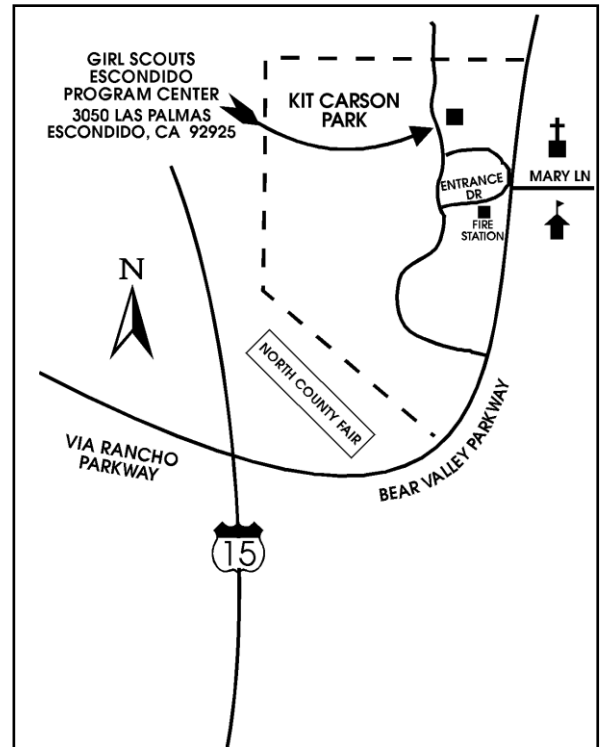 GIRL SCOUTS
ESCONDIDO
PROGRAM CENTER
3050 LAS PALMAS
ESCONDIDO, CA 92925
KIT CARSON
PARK
ENTRANCE
DR
MARY LN
FIRE
STATION
N
NORTH COUNTY FAIR
VIA RANCHO
PARKWAY
BEAR VALLEY PARKWAY
15